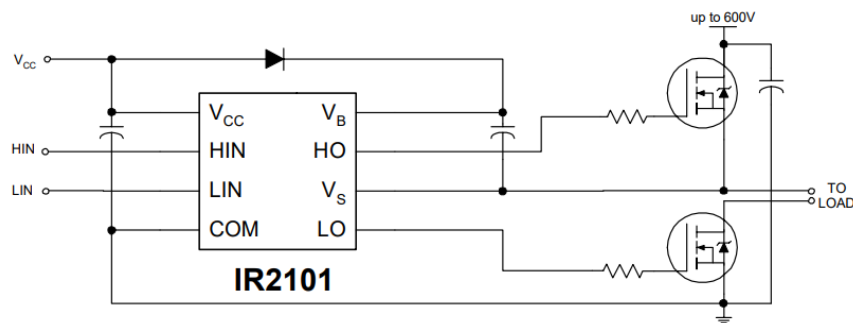 up to 600V
VCC
VCC VB
HIN HIN HO
LIN LIN VS TO
LOAD
COM LO
IR2101